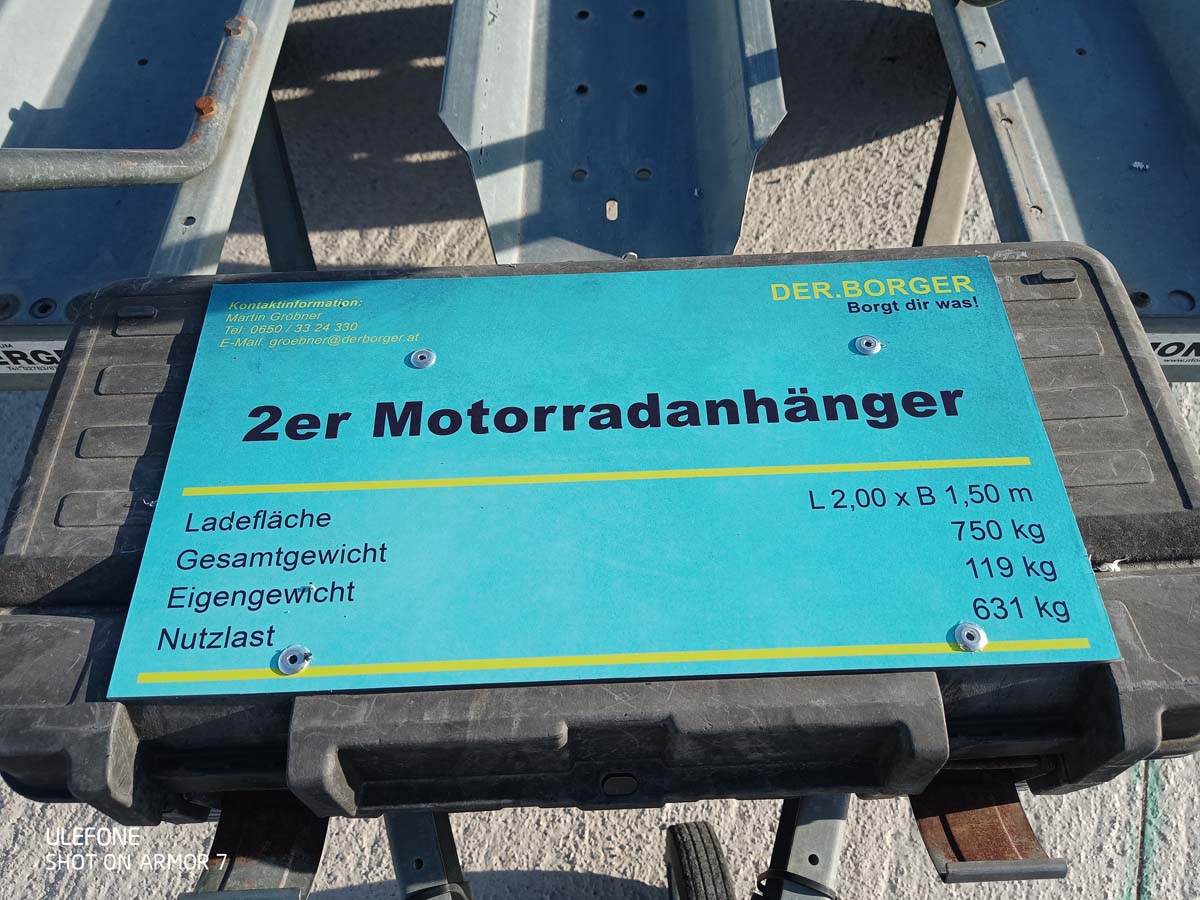 Kontaktinformation:
Martin Gröbner
Tel: 0650 / 33 24 330
E-Mail. groebner@derborger.at
DER.BORGER
Borgt dir was!
2er Motorradanhänger
Ladefläche L 2,00 x B 1,50 m
Gesamtgewicht 750 kg
Eigengewicht 119 kg
Nutzlast 631 kg
ULEFONE
SHOT ON ARMOR 7